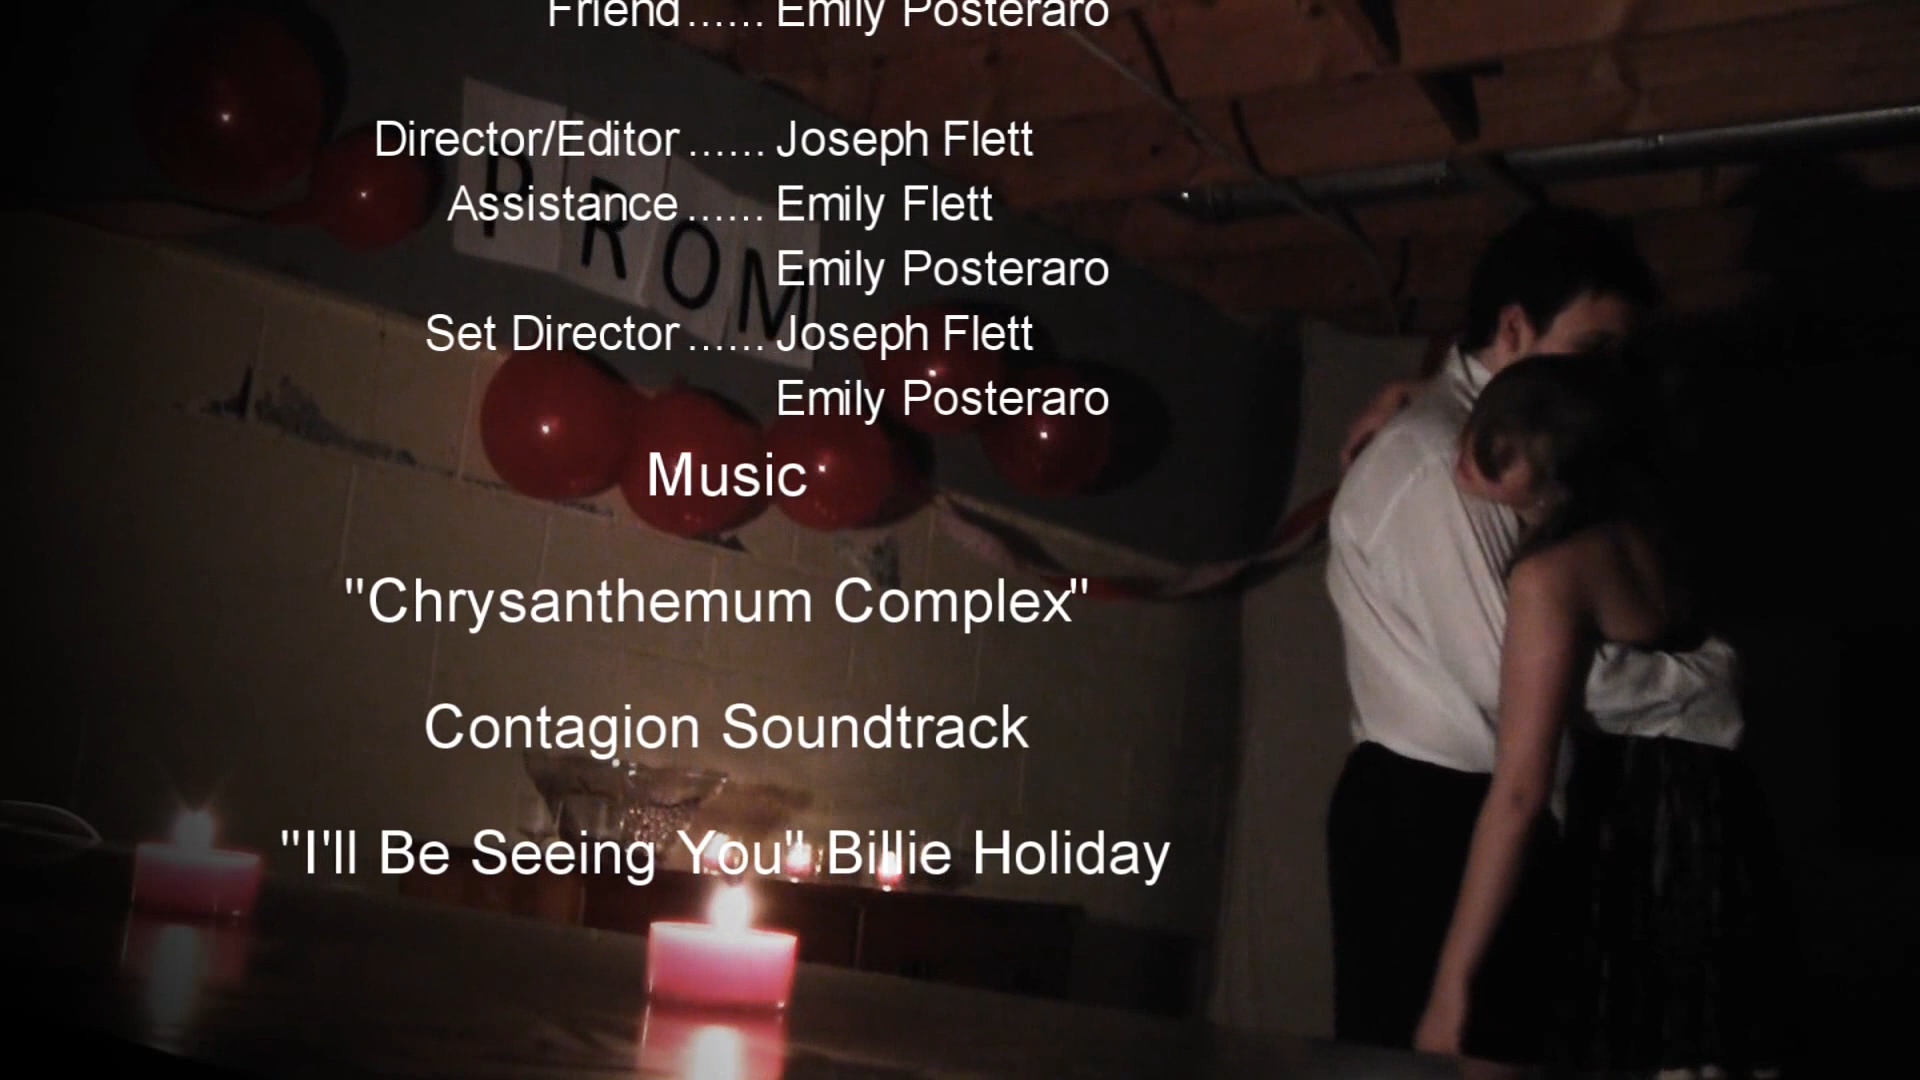 Friend...... Emily Posteraro
Director/Editor ...... Joseph Flett
Assistance ...... Emily Flett
Emily Posteraro
Set Director ...... Joseph Flett
Emily Posteraro
Music
"Chrysanthemum Complex"
Contagion Soundtrack
"I'll Be Seeing You" Billie Holiday
PROM